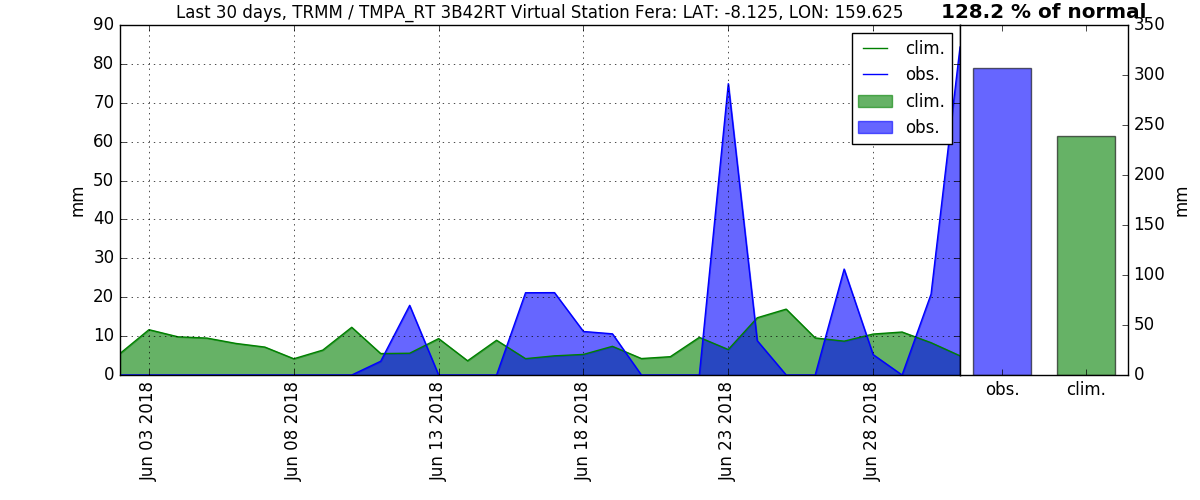 Last 30 days, TRMM / TMPA_RT 3B42RT Virtual Station Fera: LAT: -8.125, LON: 159.625
128.2 % of normal
90
80
70
60
50
40
30
20
10
0
mm
clim.
obs.
clim.
obs.
Jun 03 2018
Jun 08 2018
Jun 13 2018
Jun 18 2018
Jun 23 2018
Jun 28 2018
350
300
250
200
150
100
50
0
mm
obs.
clim.